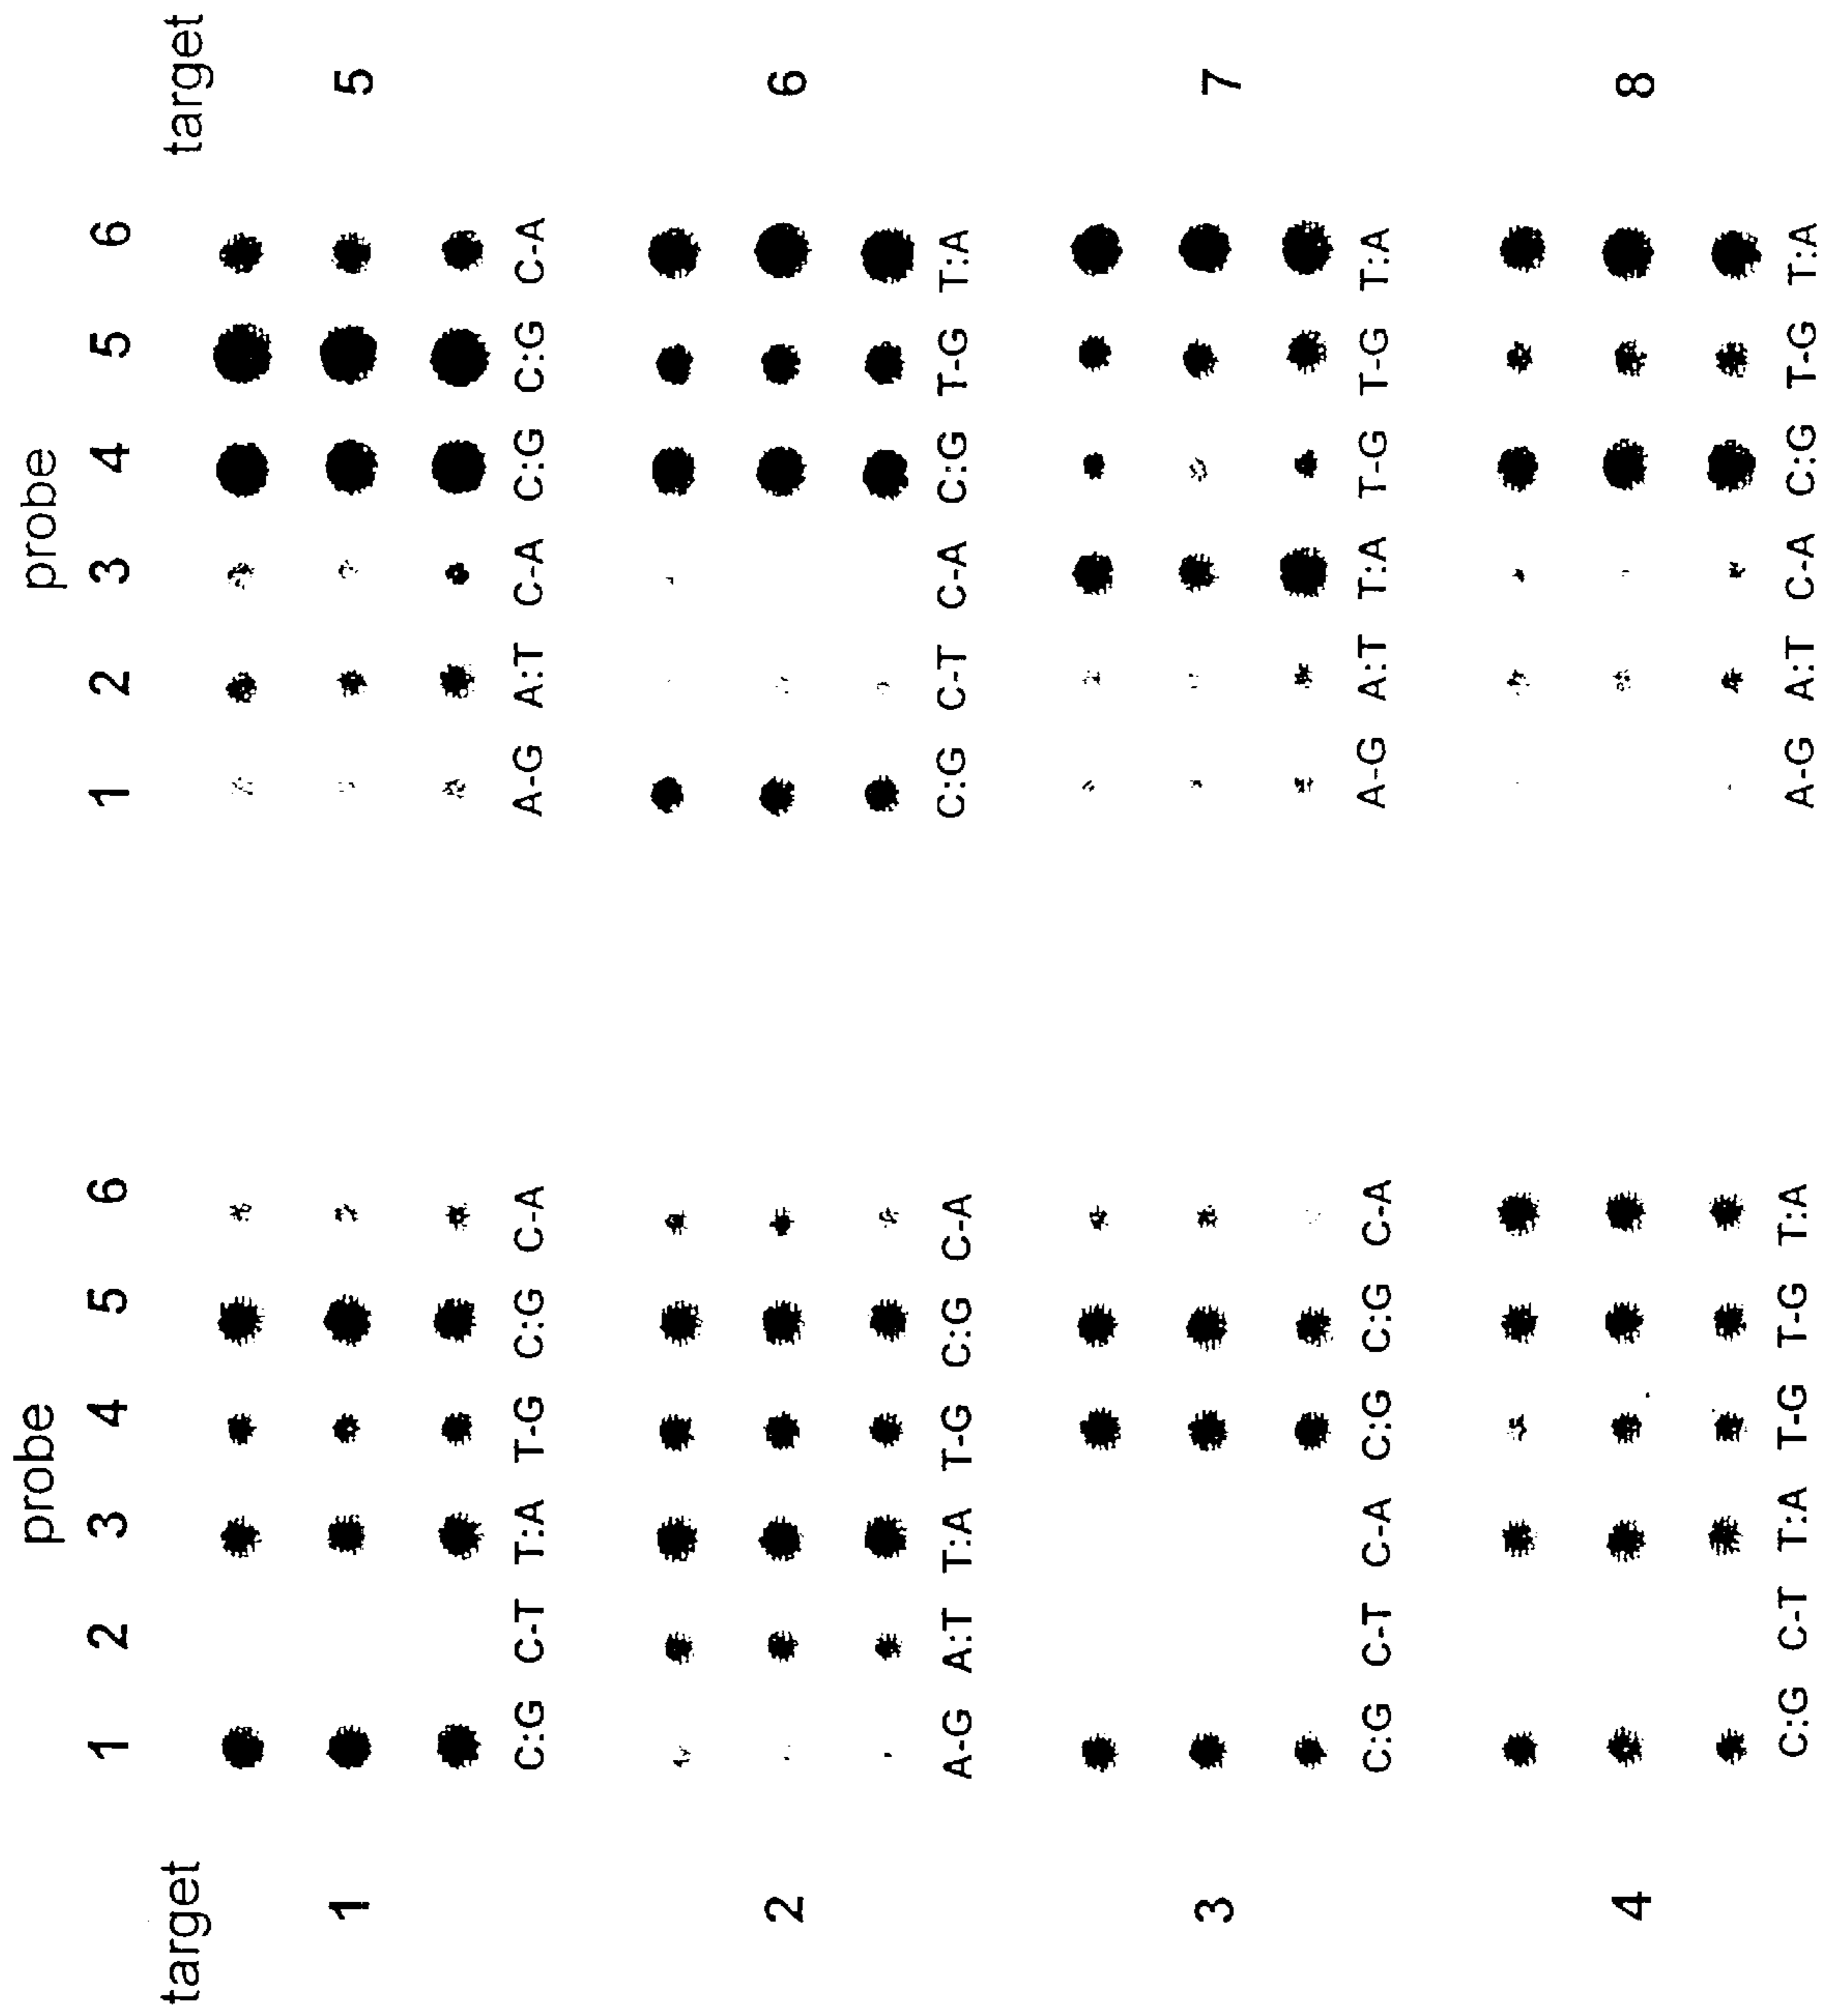 probe probe
1 2 3 4 5 6 1 2 3 4 5 6
target target
1 5
C:G C-T T:A T-G C:G C-A A-G A:T C-A C:G C:G C-A
2 6
A-G A:T T:A T-G C:G C-A C:G C-T C-A C:G T-G T:A
3 7
C:G C-T C-A C:G C:G C-A A-G A:T T:A T-G T-G T:A
4 8
C:G C-T T:A T-G T-G T:A A-G A:T C-A C:G T-G T:A